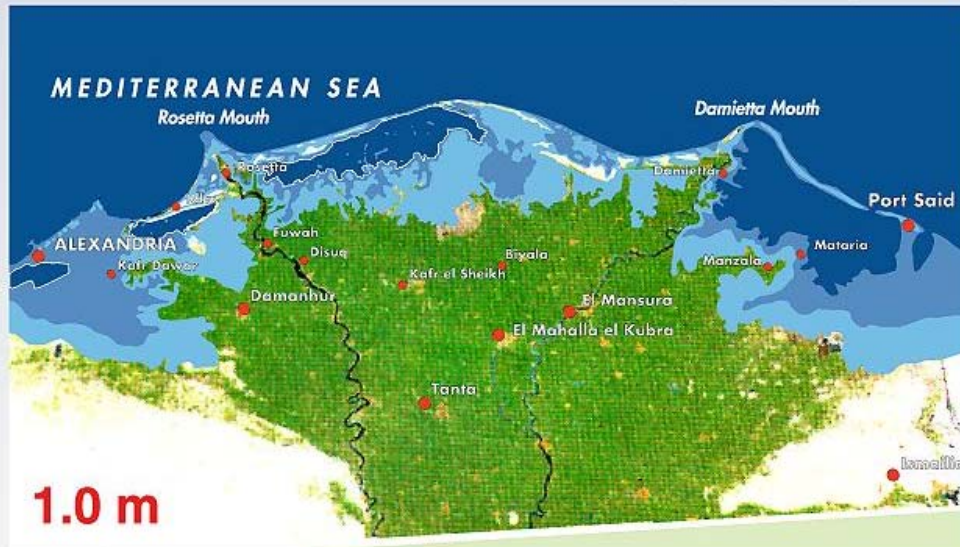 MEDITERRANEAN SEA
Rosetta Mouth
Damietta Mouth
Rosetta
Damietta
Port Said
ALEXANDRIA
Fuwah
Disuq
Biyala
Mataria
Kafr Dawar
Kafr el Sheikh
Manzala
Damanhur
El Mansura
El Mahalla el Kubra
Tanta
Ismailia
1.0 m